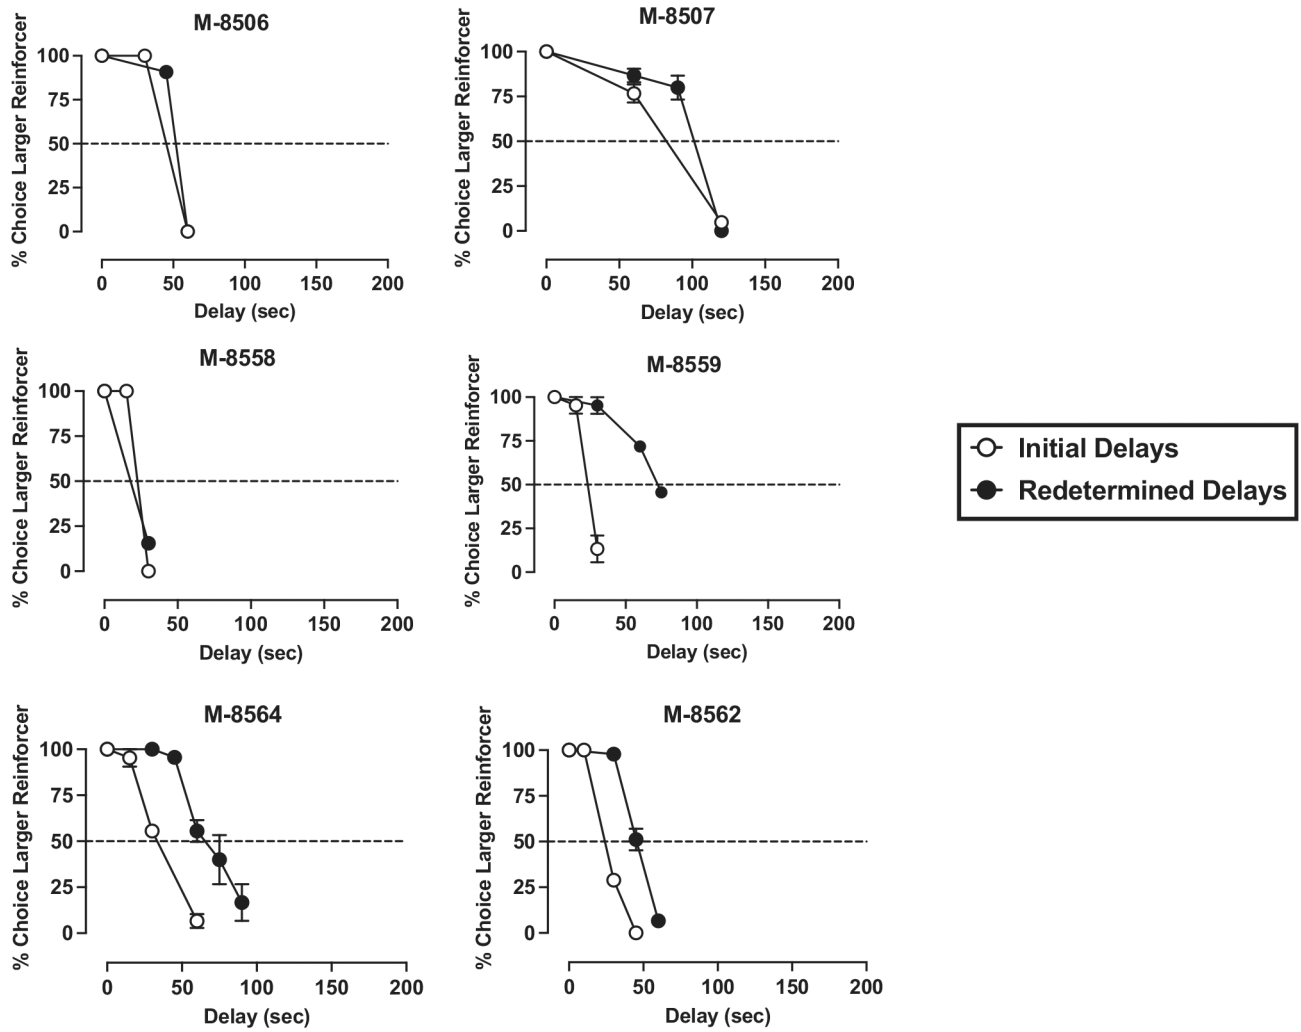 M-8506
% Choice Larger Reinforcer
100
75
50
25
0
0 50 100 150 200
Delay (sec)
M-8507
% Choice Larger Reinforcer
100
75
50
25
0
0 50 100 150 200
Delay (sec)
M-8558
% Choice Larger Reinforcer
100
75
50
25
0
0 50 100 150 200
Delay (sec)
M-8559
% Choice Larger Reinforcer
100
75
50
25
0
0 50 100 150 200
Delay (sec)
Initial Delays
Redetermined Delays
M-8564
% Choice Larger Reinforcer
100
75
50
25
0
0 50 100 150 200
Delay (sec)
M-8562
% Choice Larger Reinforcer
100
75
50
25
0
0 50 100 150 200
Delay (sec)